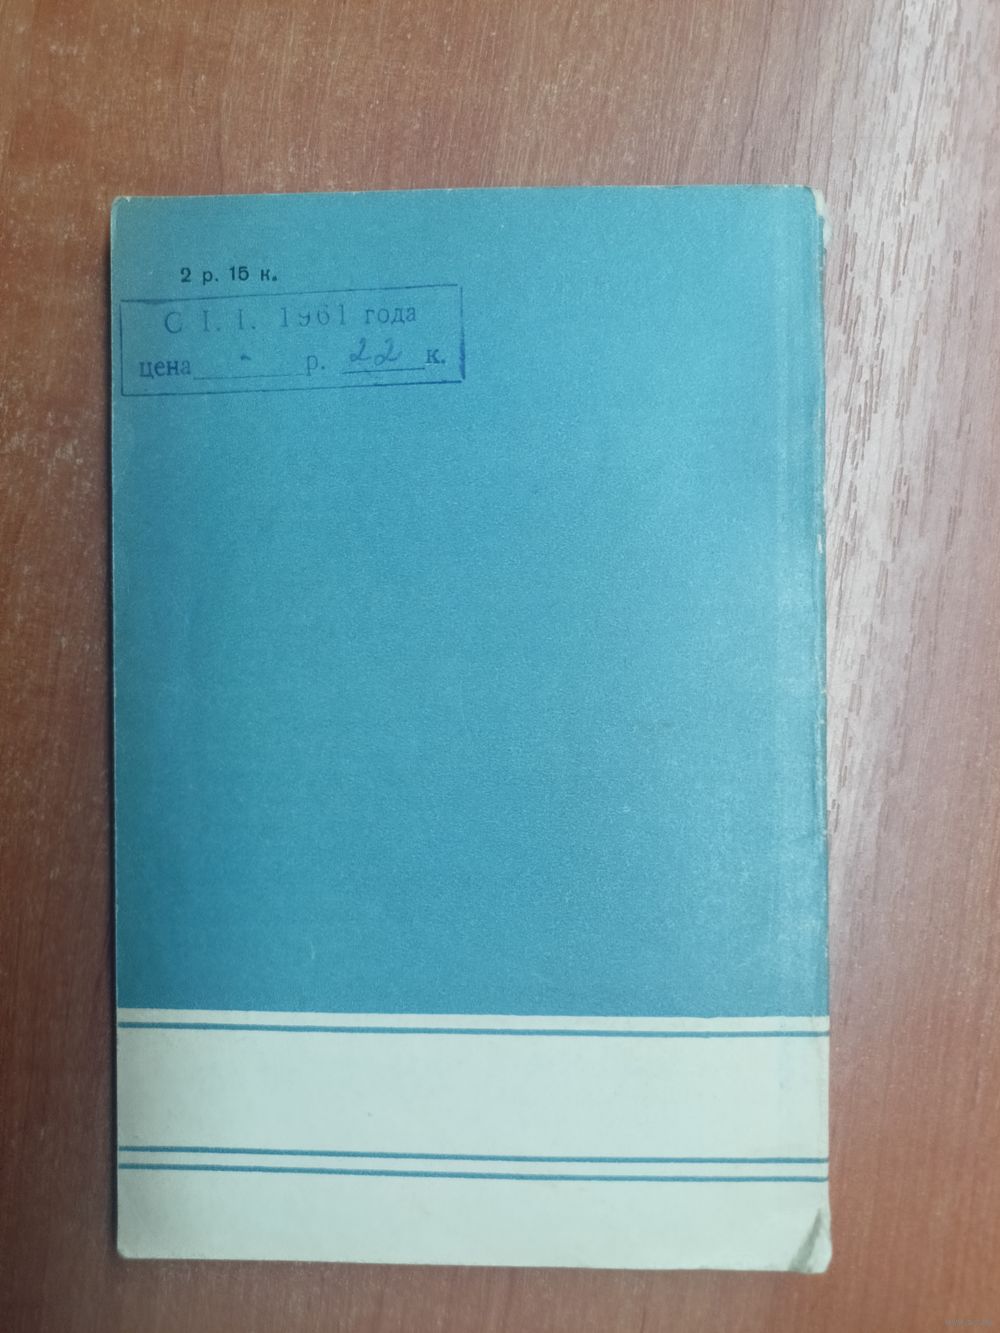 2 р. 15 к.
С 1. 1. 1961 года
цена - р. 22 к.